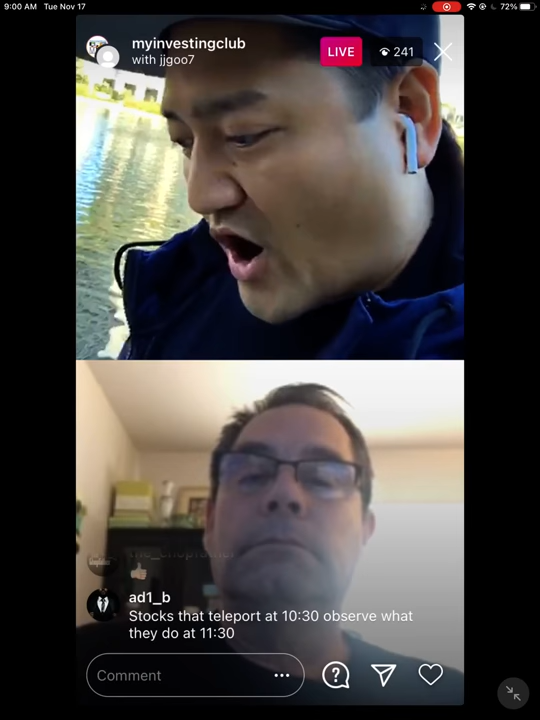 9:00 AM Tue Nov 17
72%
myinvestingclub
with jjgoo7
LIVE
241
ad1_b
Stocks that teleport at 10:30 observe what
they do at 11:30
Comment